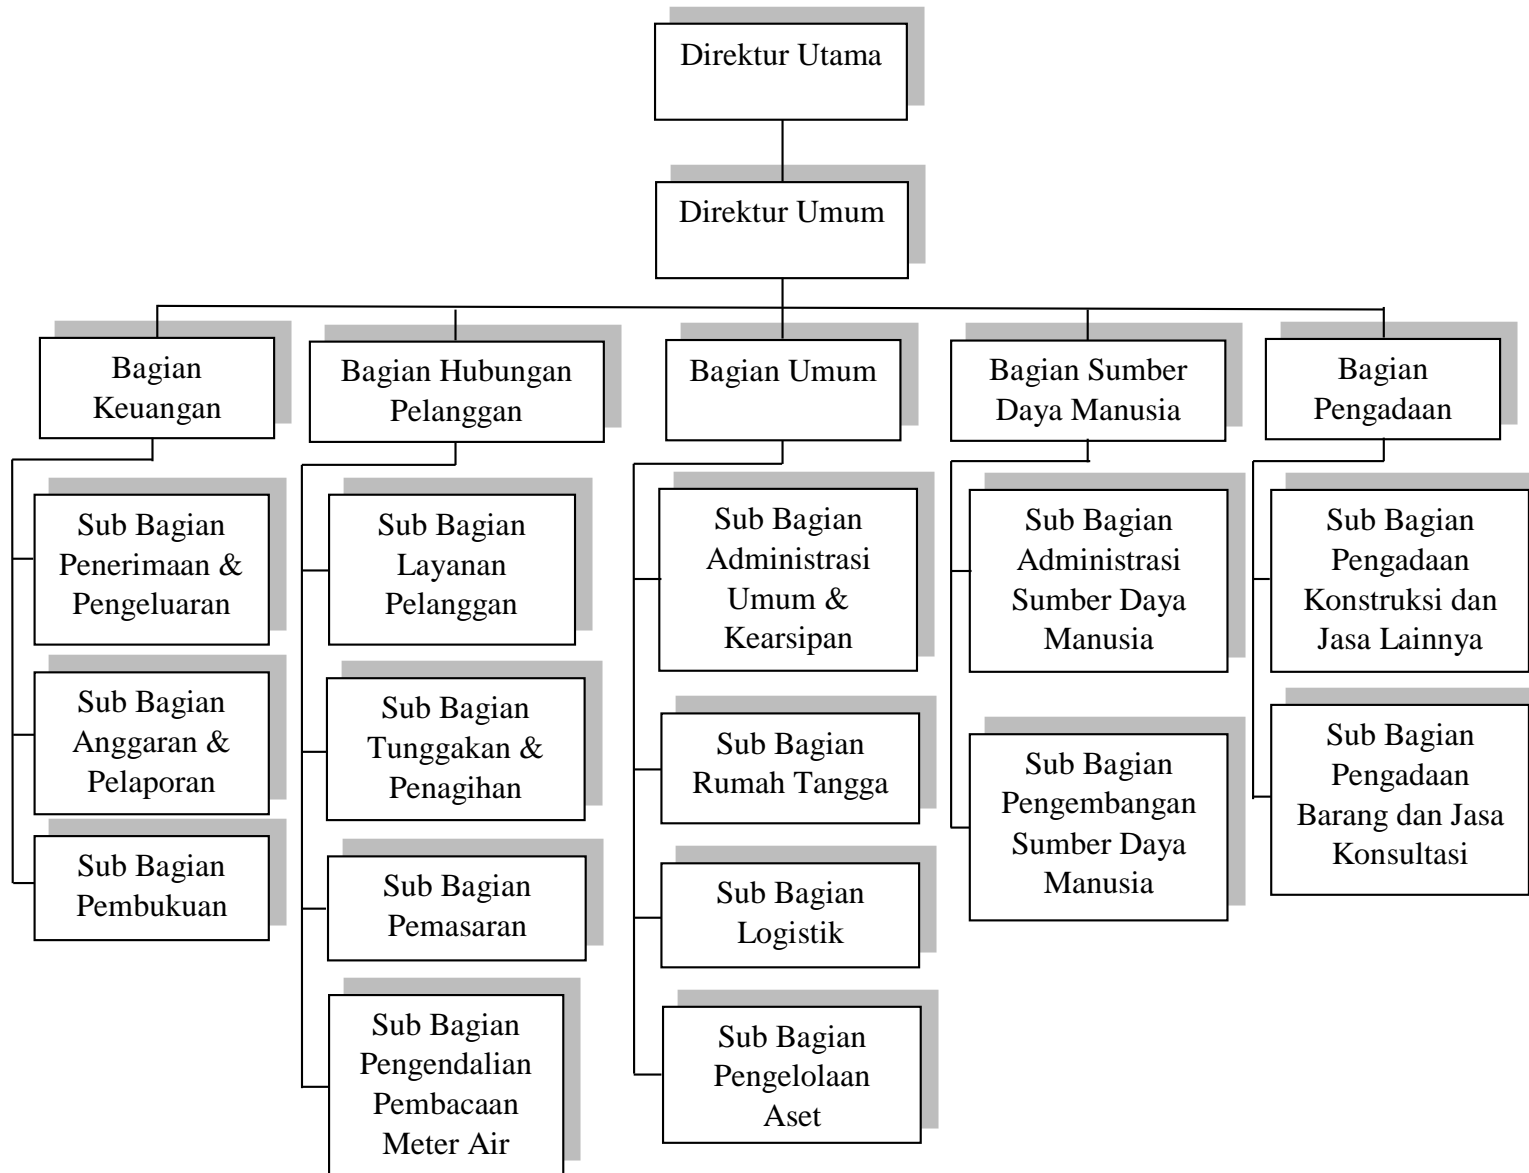 Direktur Utama
Direktur Umum
Bagian
Keuangan
Bagian Hubungan
Pelanggan
Bagian Umum
Bagian Sumber
Daya Manusia
Bagian
Pengadaan
Sub Bagian
Penerimaan &
Pengeluaran
Sub Bagian
Anggaran &
Pelaporan
Sub Bagian
Pembukuan
Sub Bagian
Layanan
Pelanggan
Sub Bagian
Tunggakan &
Penagihan
Sub Bagian
Pemasaran
Sub Bagian
Pengendalian
Pembacaan
Meter Air
Sub Bagian
Administrasi
Umum &
Kearsipan
Sub Bagian
Rumah Tangga
Sub Bagian
Logistik
Sub Bagian
Pengelolaan
Aset
Sub Bagian
Administrasi
Sumber Daya
Manusia
Sub Bagian
Pengembangan
Sumber Daya
Manusia
Sub Bagian
Pengadaan
Konstruksi dan
Jasa Lainnya
Sub Bagian
Pengadaan
Barang dan Jasa
Konsultasi